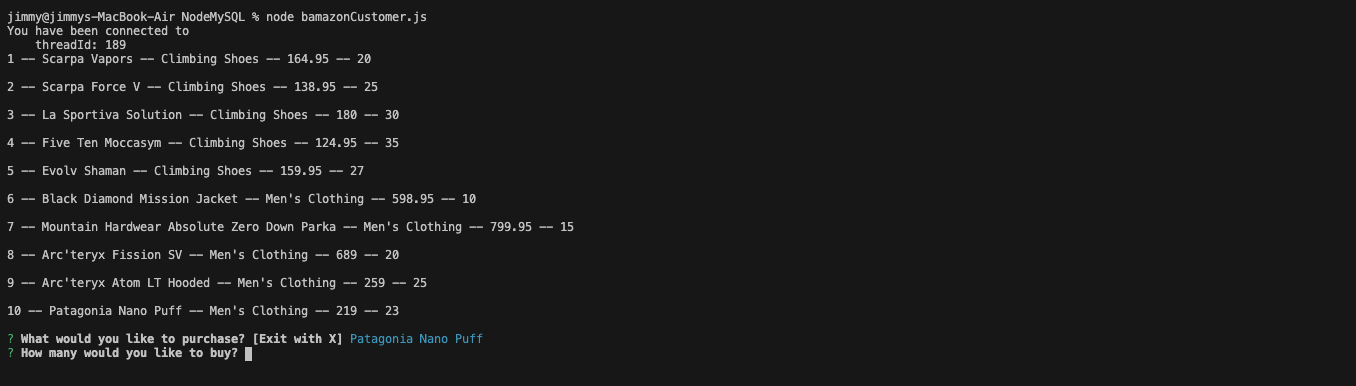 jimmy@jimmys-MacBook-Air NodeMySQL % node bamazonCustomer.js
You have been connected to
    threadId: 189
1 -- Scarpa Vapors -- Climbing Shoes -- 164.95 -- 20
2 -- Scarpa Force V -- Climbing Shoes -- 138.95 -- 25
3 -- La Sportiva Solution -- Climbing Shoes -- 180 -- 30
4 -- Five Ten Moccasym -- Climbing Shoes -- 124.95 -- 35
5 -- Evolv Shaman -- Climbing Shoes -- 159.95 -- 27
6 -- Black Diamond Mission Jacket -- Men's Clothing -- 598.95 -- 10
7 -- Mountain Hardwear Absolute Zero Down Parka -- Men's Clothing -- 799.95 -- 15
8 -- Arc'teryx Fission SV -- Men's Clothing -- 689 -- 20
9 -- Arc'teryx Atom LT Hooded -- Men's Clothing -- 259 -- 25
10 -- Patagonia Nano Puff -- Men's Clothing -- 219 -- 23
? What would you like to purchase? [Exit with X] Patagonia Nano Puff
? How many would you like to buy?